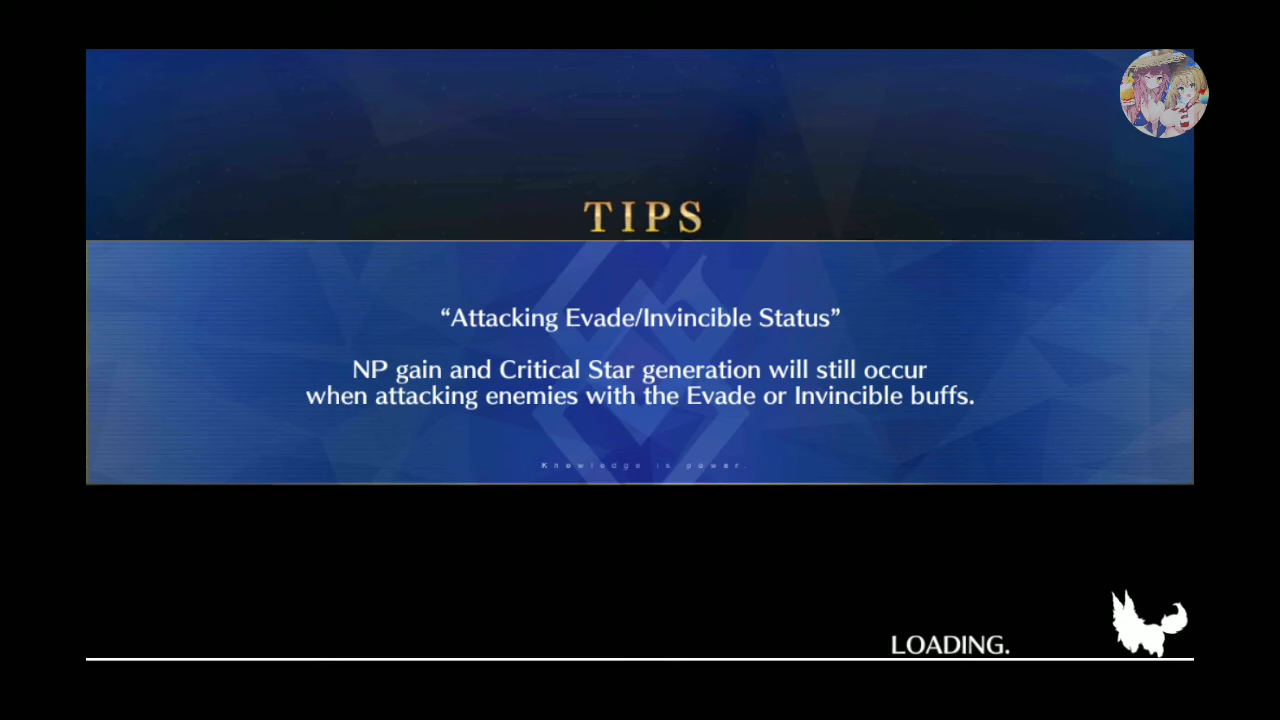 TIPS
“Attacking Evade/Invincible Status”
NP gain and Critical Star generation will still occur
when attacking enemies with the Evade or Invincible buffs.
Knowledge is power.
LOADING.